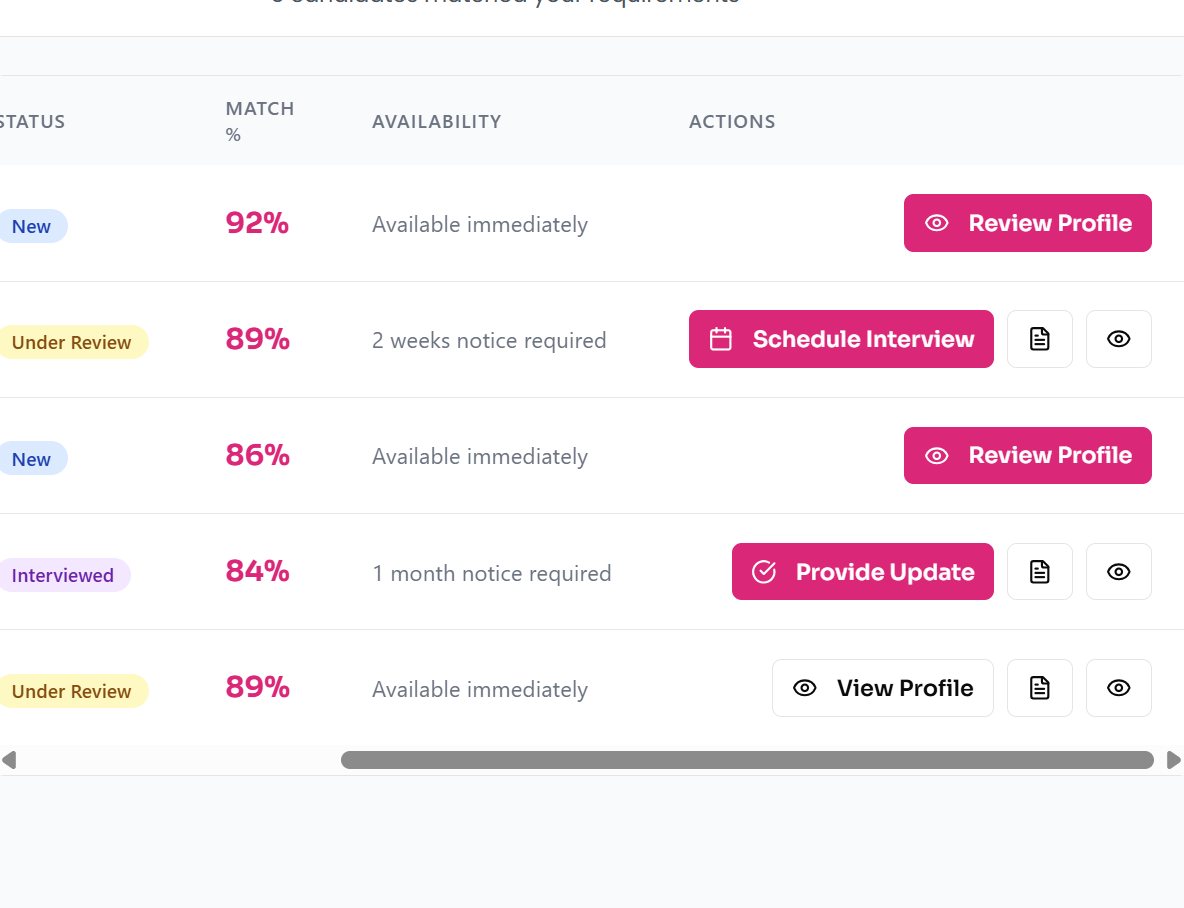 candidates matched your requirements
STATUS MATCH % AVAILABILITY ACTIONS
New 92% Available immediately Review Profile
Under Review 89% 2 weeks notice required Schedule Interview
New 86% Available immediately Review Profile
Interviewed 84% 1 month notice required Provide Update
Under Review 89% Available immediately View Profile